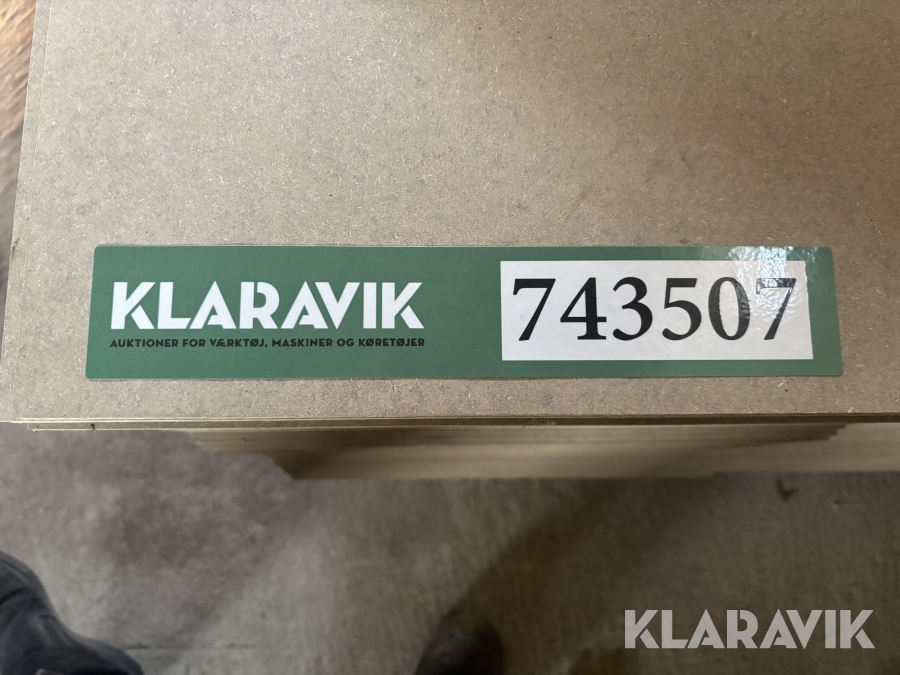 KLARAVIK
AUKTIONER FOR VÆRKTØJ, MASKINER OG KØRETØJER
743507
KLARAVIK